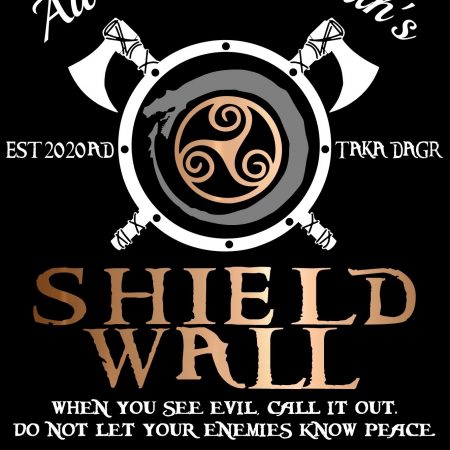 EST 2020AD
TAKA DAGR
SHIELD
WALL
WHEN YOU SEE EVIL, CALL IT OUT.
DO NOT LET YOUR ENEMIES KNOW PEACE.